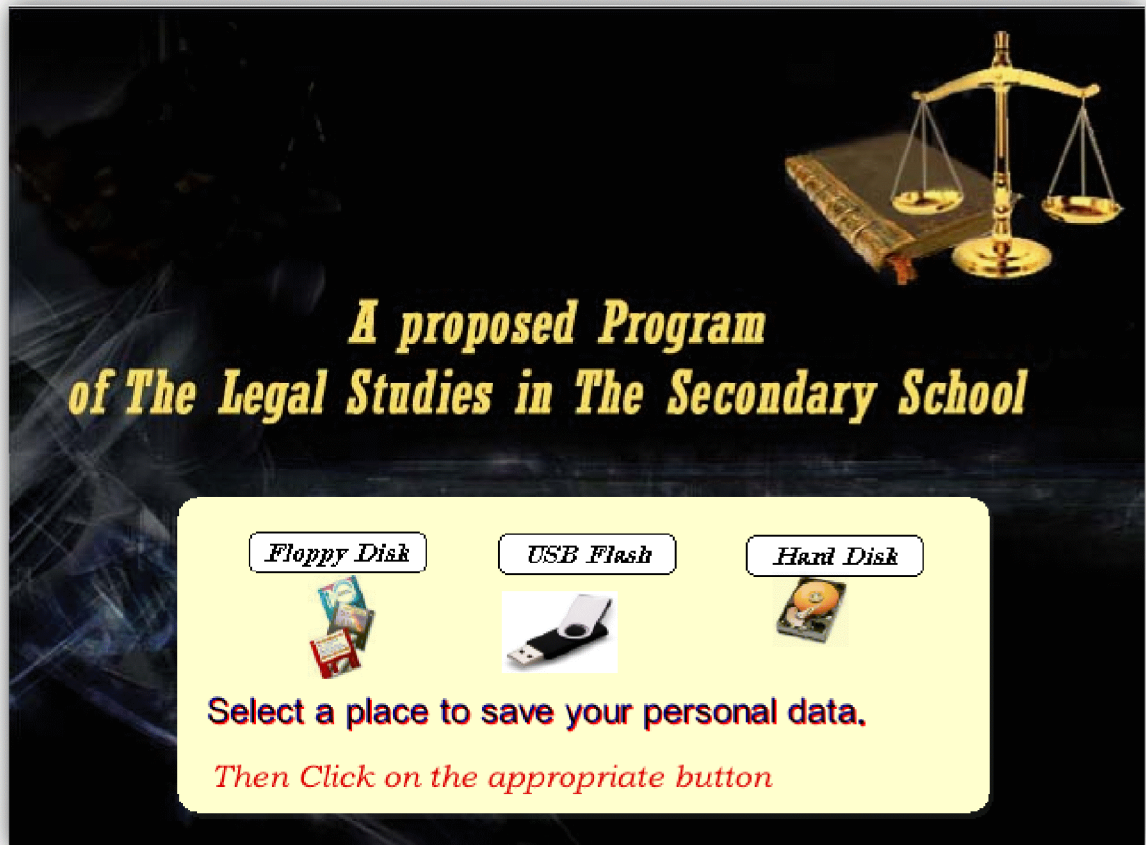 A proposed Program
of The Legal Studies in The Secondary School
Floppy Disk
USB Flash
Hard Disk
Select a place to save your personal data.
Then Click on the appropriate button